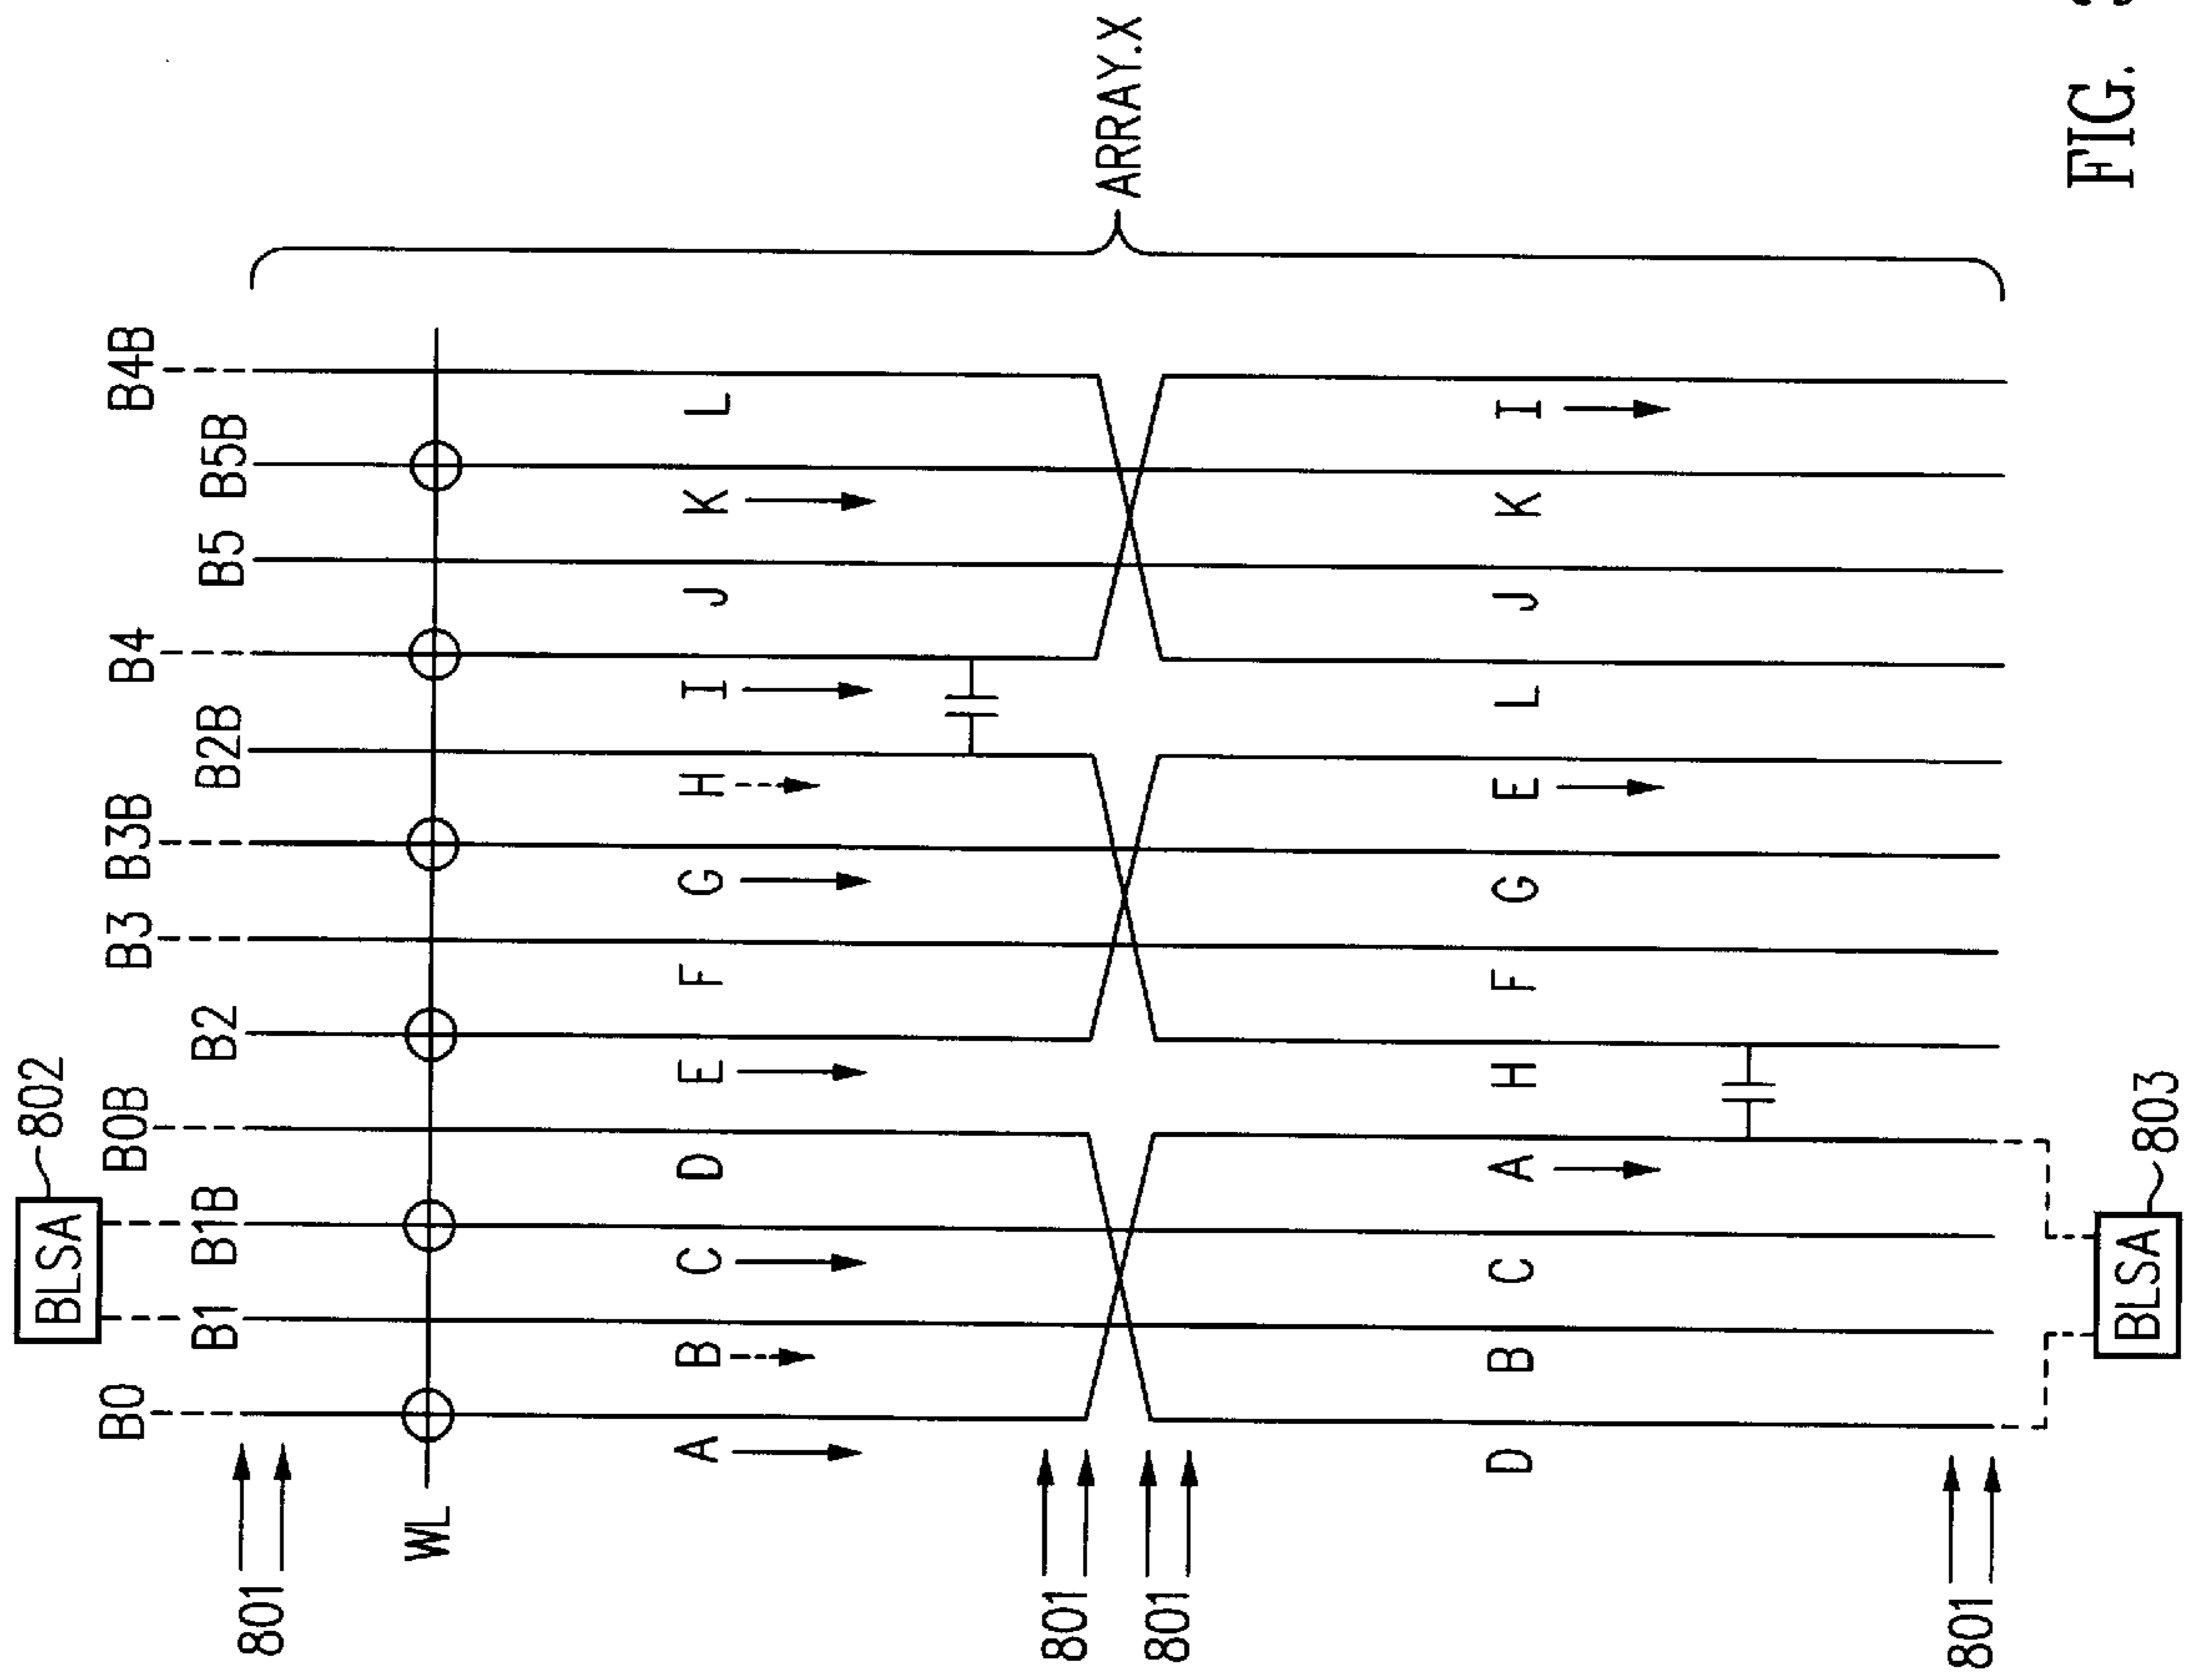 BLSA 802
B0 B0B B3 B3B B4 B4B
B1 B1B B2 B2B B5 B5B
801
WL
A B C D E F G H I J K L
801
ARRAY.X
801
D B C A H F G E L J K I
801
BLSA 803
FIG.